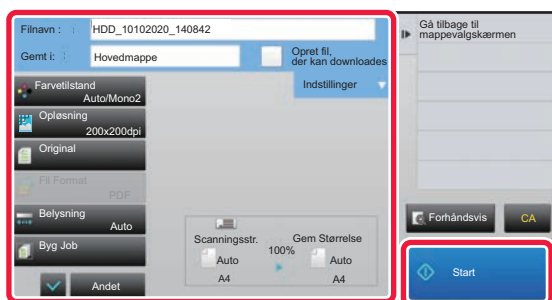 Filnavn :
HDD_10102020_140842
Gemt i:
Hovedmappe
Opret fil,
der kan downloades
Indstillinger
Farvetilstand
Auto/Mono2
Opløsning
200x200dpi
Original
Fil Format
PDF
Belysning
Auto
Byg Job
Andet
Scanningsstr.
Auto
A4
100%
Gem Størrelse
Auto
A4
Gå tilbage til
mappevalgskærmen
Forhåndsvis
CA
Start